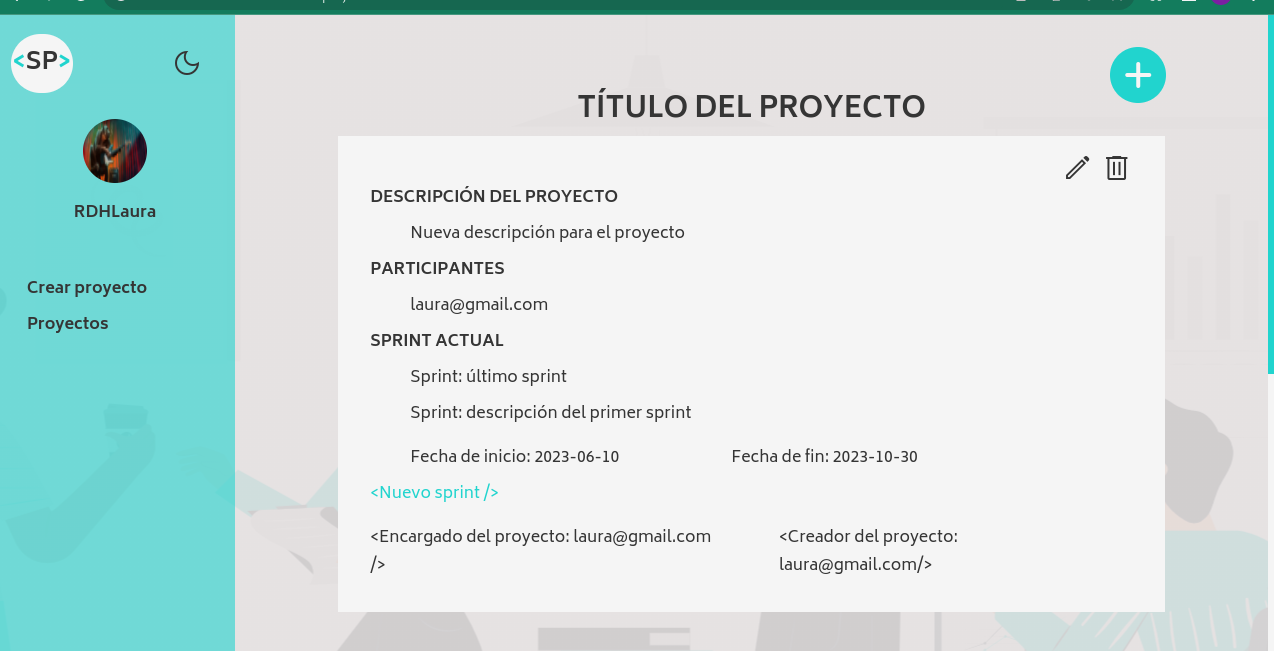 <SP>
RDHLaura
Crear proyecto
Proyectos
TÍTULO DEL PROYECTO
DESCRIPCIÓN DEL PROYECTO
Nueva descripción para el proyecto
PARTICIPANTES
laura@gmail.com
SPRINT ACTUAL
Sprint: último sprint
Sprint: descripción del primer sprint
Fecha de inicio: 2023-06-10 Fecha de fin: 2023-10-30
<Nuevo sprint />
<Encargado del proyecto: laura@gmail.com
/>
<Creador del proyecto:
laura@gmail.com/>